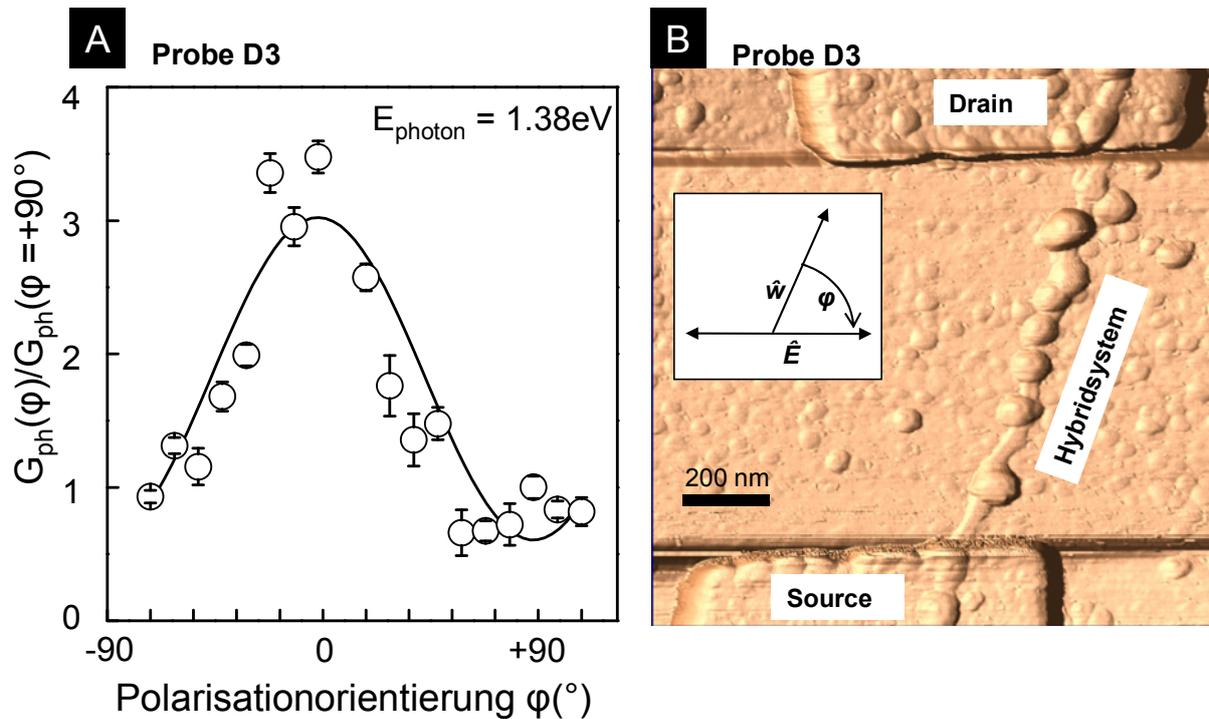 A
Probe D3
4
3
2
1
0
E_photon = 1.38eV
G_ph(φ)/G_ph(φ =+90°)
-90
0
+90
Polarisationorientierung φ(°)
B
Probe D3
Drain
ŵ
φ
Ê
Hybridsystem
200 nm
Source